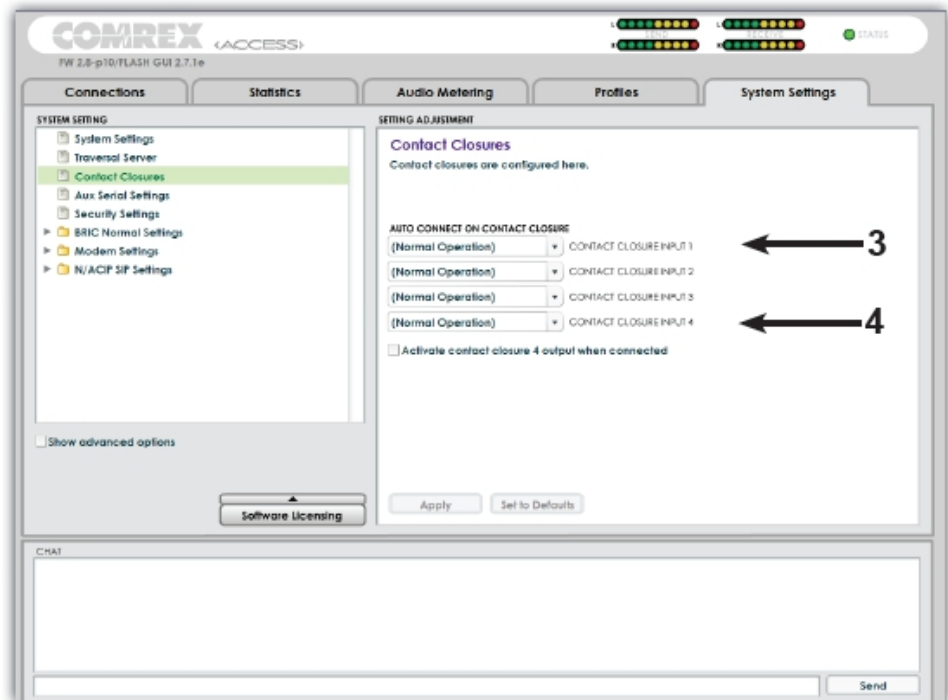 COMREX ACCESS
L SEND R
L RECEIVE R
STATUS
FW 2.8-p10/FLASH GUI 2.7.1e
Connections
Statistics
Audio Metering
Profiles
System Settings
SYSTEM SETTING
System Settings
Traversal Server
Contact Closures
Aux Serial Settings
Security Settings
BRIC Normal Settings
Modem Settings
N/ACIP SIP Settings
Show advanced options
Software Licensing
SETTING ADJUSTMENT
Contact Closures
Contact closures are configured here.
AUTO CONNECT ON CONTACT CLOSURE
(Normal Operation) CONTACT CLOSURE INPUT 1
3
(Normal Operation) CONTACT CLOSURE INPUT 2
(Normal Operation) CONTACT CLOSURE INPUT 3
(Normal Operation) CONTACT CLOSURE INPUT 4
4
Activate contact closure 4 output when connected
Apply
Set to Defaults
CHAT
Send